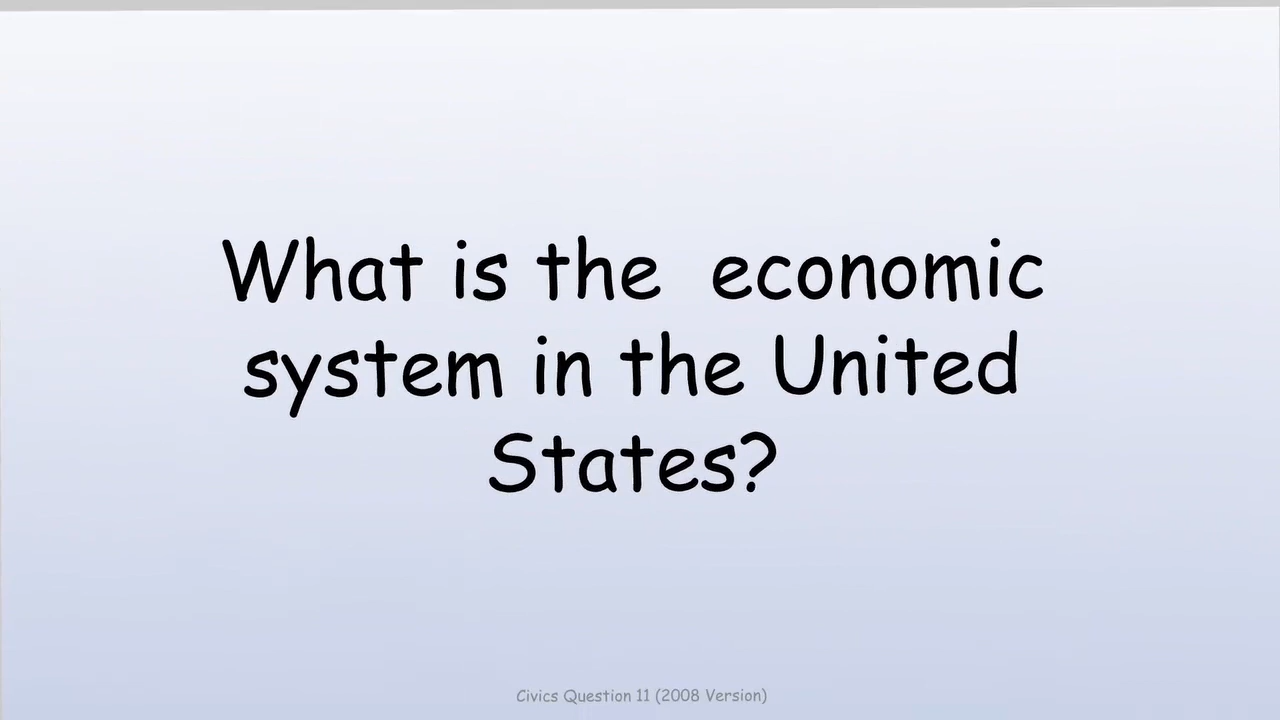 What is the  economic
system in the United
States?
Civics Question 11 (2008 Version)